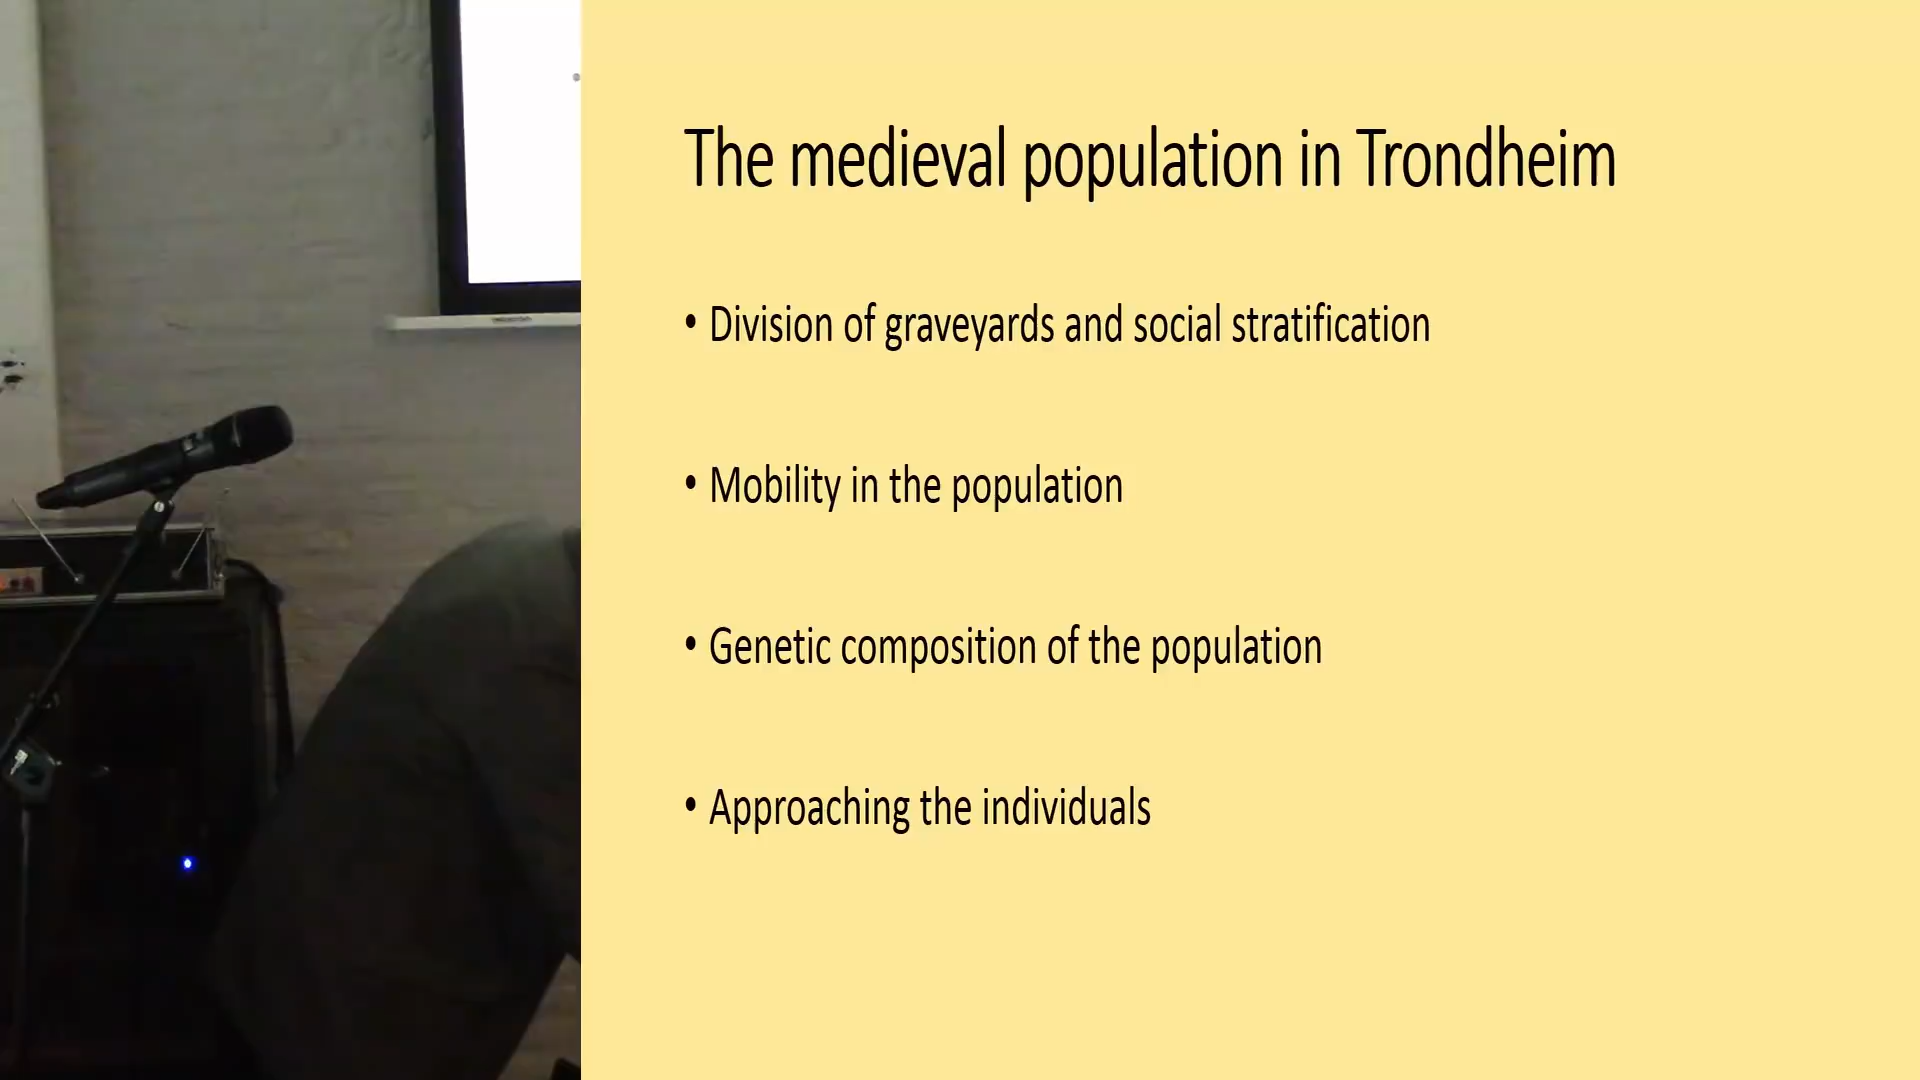 The medieval population in Trondheim
• Division of graveyards and social stratification
• Mobility in the population
• Genetic composition of the population
• Approaching the individuals